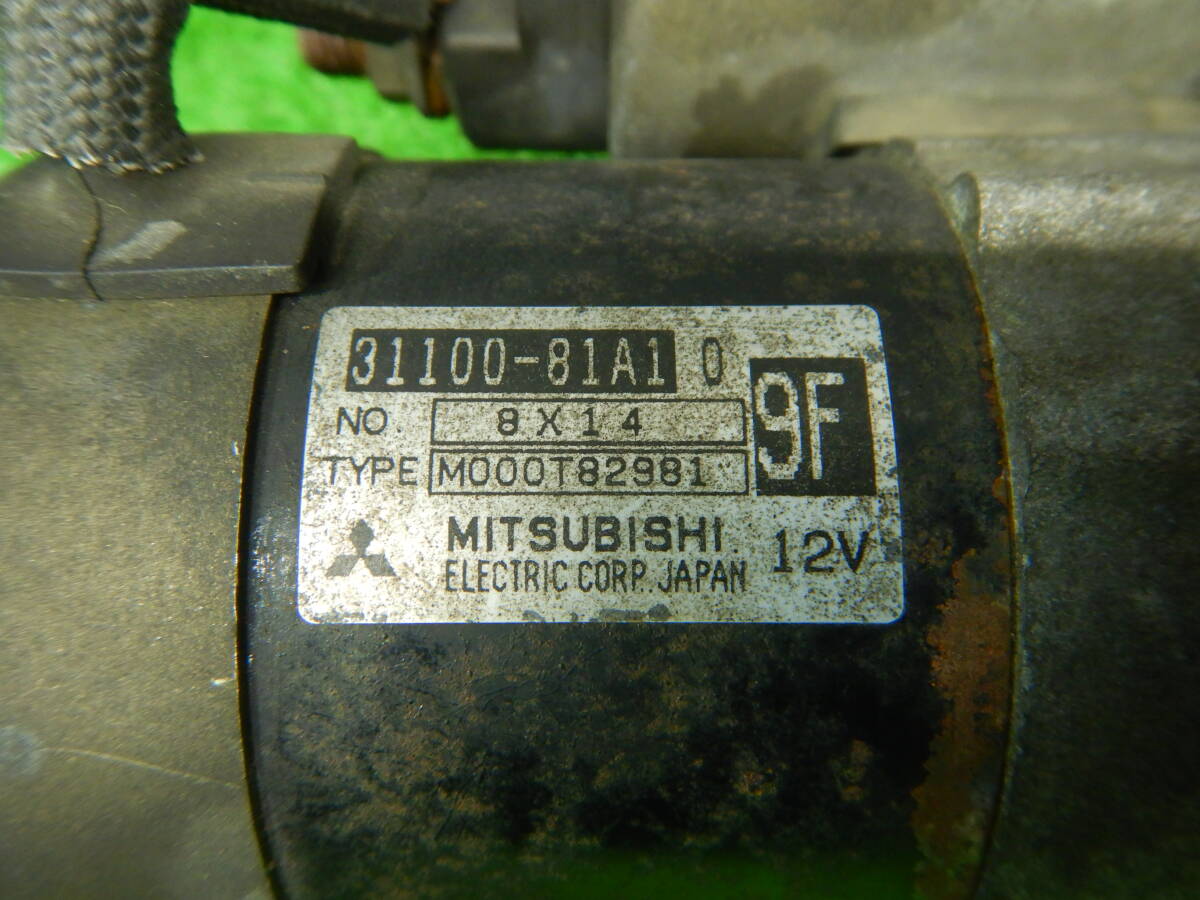 31100-81A1 0
9F
NO. 8X14
TYPE M000T82981
MITSUBISHI
ELECTRIC CORP. JAPAN
12V